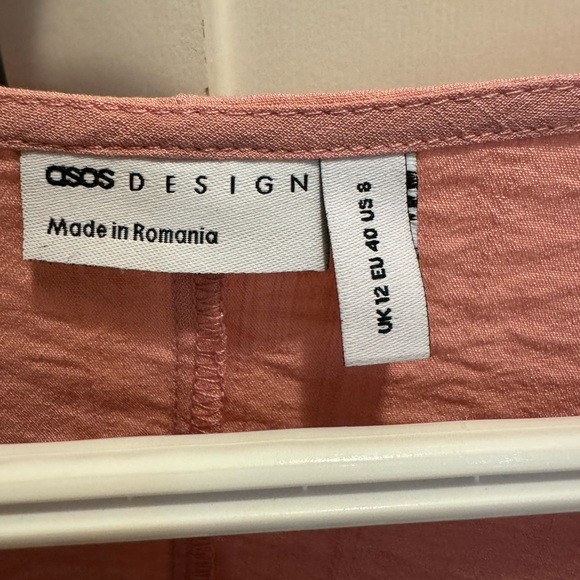 asos DESIGN
Made in Romania
UK 12 EU 40 US 8